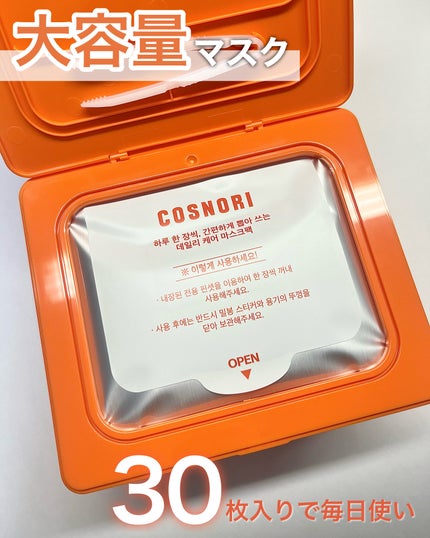 大容量マスク
COSNORI
하루 한 장씩, 간편하게 뽑아 쓰는
데일리 케어 마스크팩
※ 이렇게 사용하세요!
· 내장된 전용 핀셋을 이용하여 한 장씩 꺼내
사용해주세요.
· 사용 후에는 반드시 밀봉 스티커와 용기의 뚜껑을
닫아 보관해주세요.
OPEN
30枚入りで毎日使い